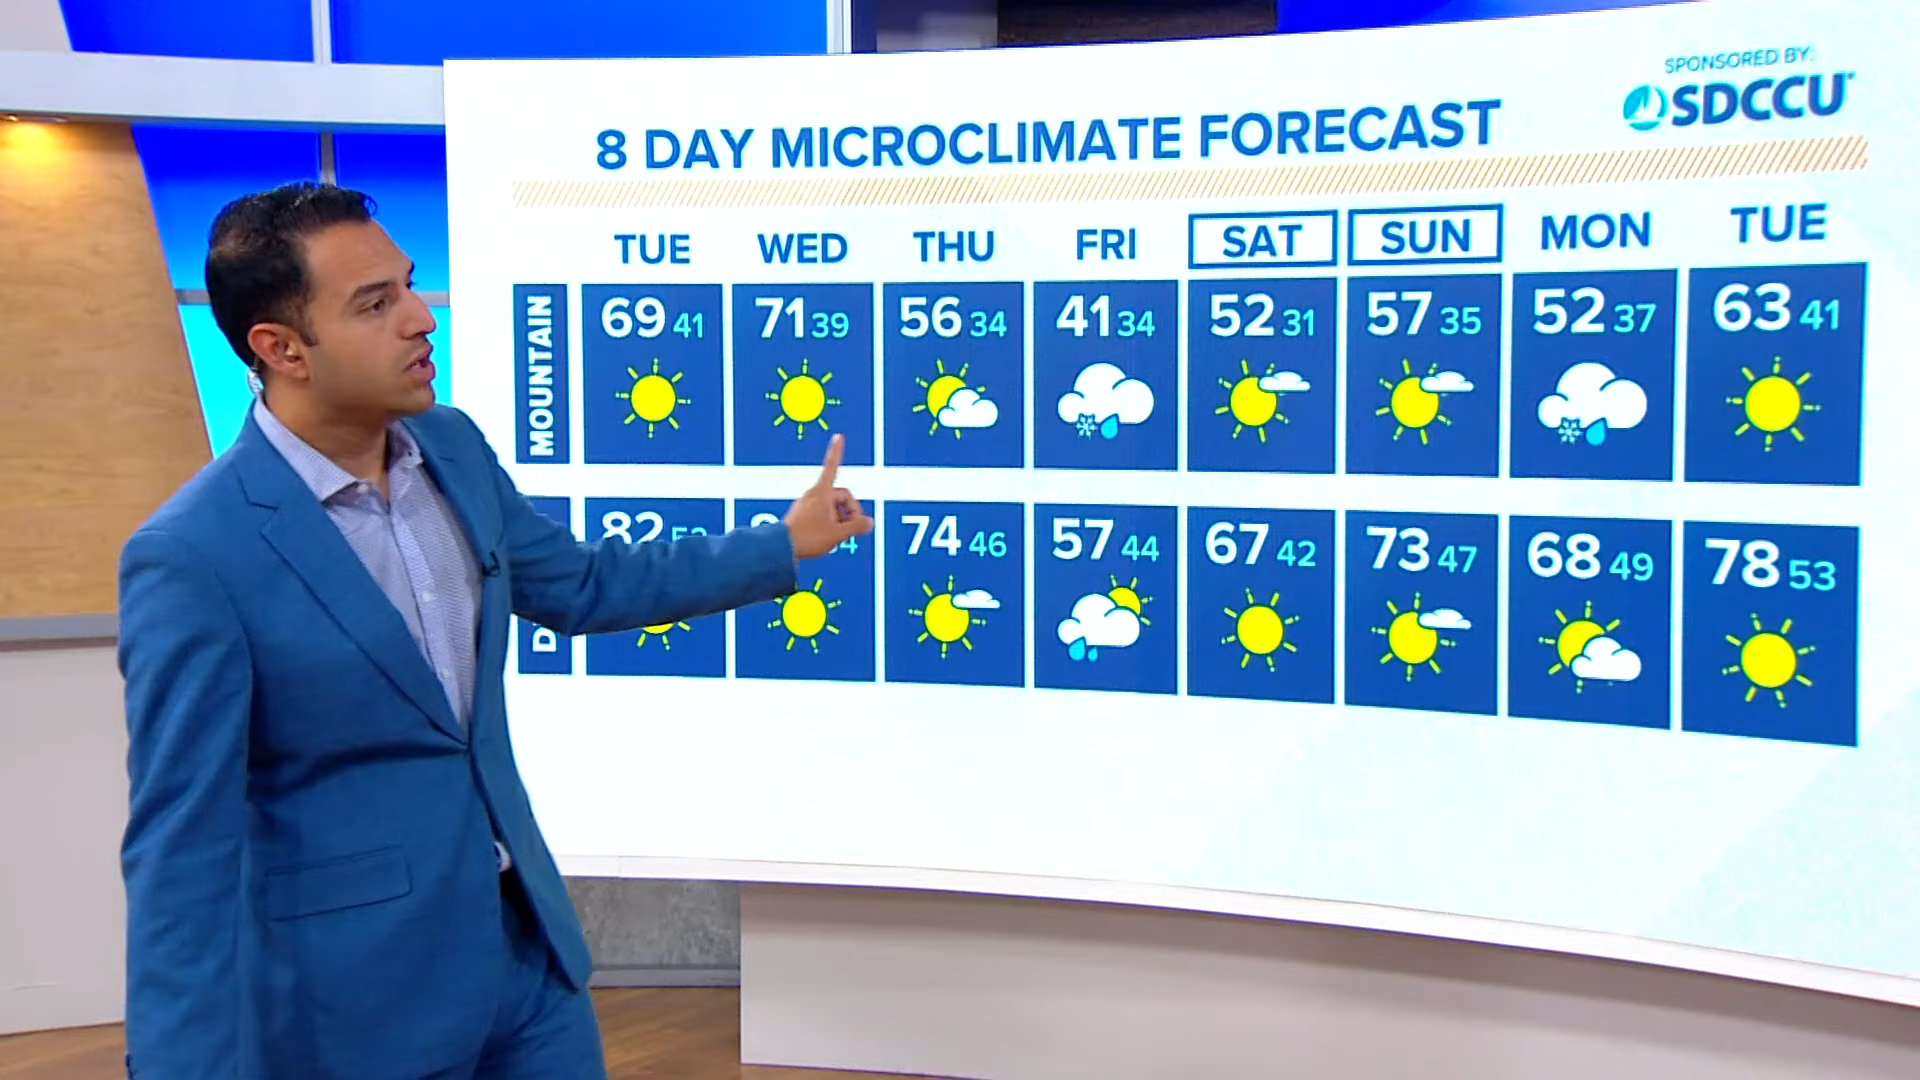 SPONSORED BY:
SDCCU
8 DAY MICROCLIMATE FORECAST
TUE WED THU FRI SAT SUN MON TUE
MOUNTAIN
69 41 71 39 56 34 41 34 52 31 57 35 52 37 63 41
82 74 46 57 44 67 42 73 47 68 49 78 53